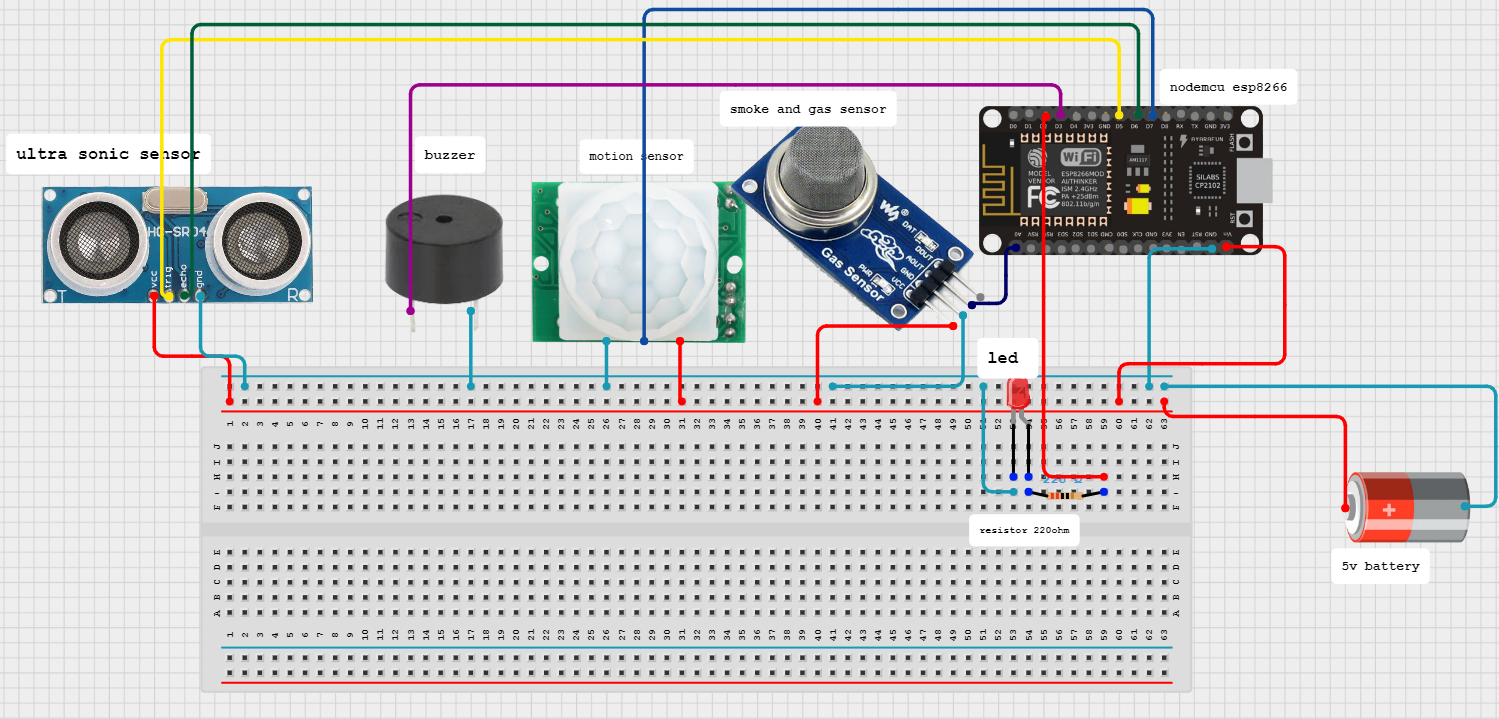 nodemcu esp8266
smoke and gas sensor
ultra sonic sensor
buzzer
motion sensor
D0 D1 D2 D3 D4 3V3 GND D5 D6 D7 D8 RX TX GND 3V3
FLASH
WiFi
MODEL
VENDOR
ESP8266MOD
AITHINKER
ISM 2.4GHz
PA +25dBm
802.11b/g/n
FC
AM1117
AYARAFUN
SILABS
CP2102
RST
A0 RSV RSV SD3 SD2 SD1 CMD SD0 CLK GND 3V3 EN RST GND Vin
HC-SR04
vcc
trig
echo
gnd
T
R
DAT
DOUT
AOUT
GND
VCC
PWR
Gas Sensor
led
1 2 3 4 5 6 7 8 9 10 11 12 13 14 15 16 17 18 19 20 21 22 23 24 25 26 27 28 29 30 31 32 33 34 35 36 37 38 39 40 41 42 43 44 45 46 47 48 49 50 51 52 53 54 55 56 57 58 59 60 61 62 63
J J
I I
H H
220 Ω
F F
+
resistor 220ohm
5v battery
E E
D D
C C
B B
A A
1 2 3 4 5 6 7 8 9 10 11 12 13 14 15 16 17 18 19 20 21 22 23 24 25 26 27 28 29 30 31 32 33 34 35 36 37 38 39 40 41 42 43 44 45 46 47 48 49 50 51 52 53 54 55 56 57 58 59 60 61 62 63